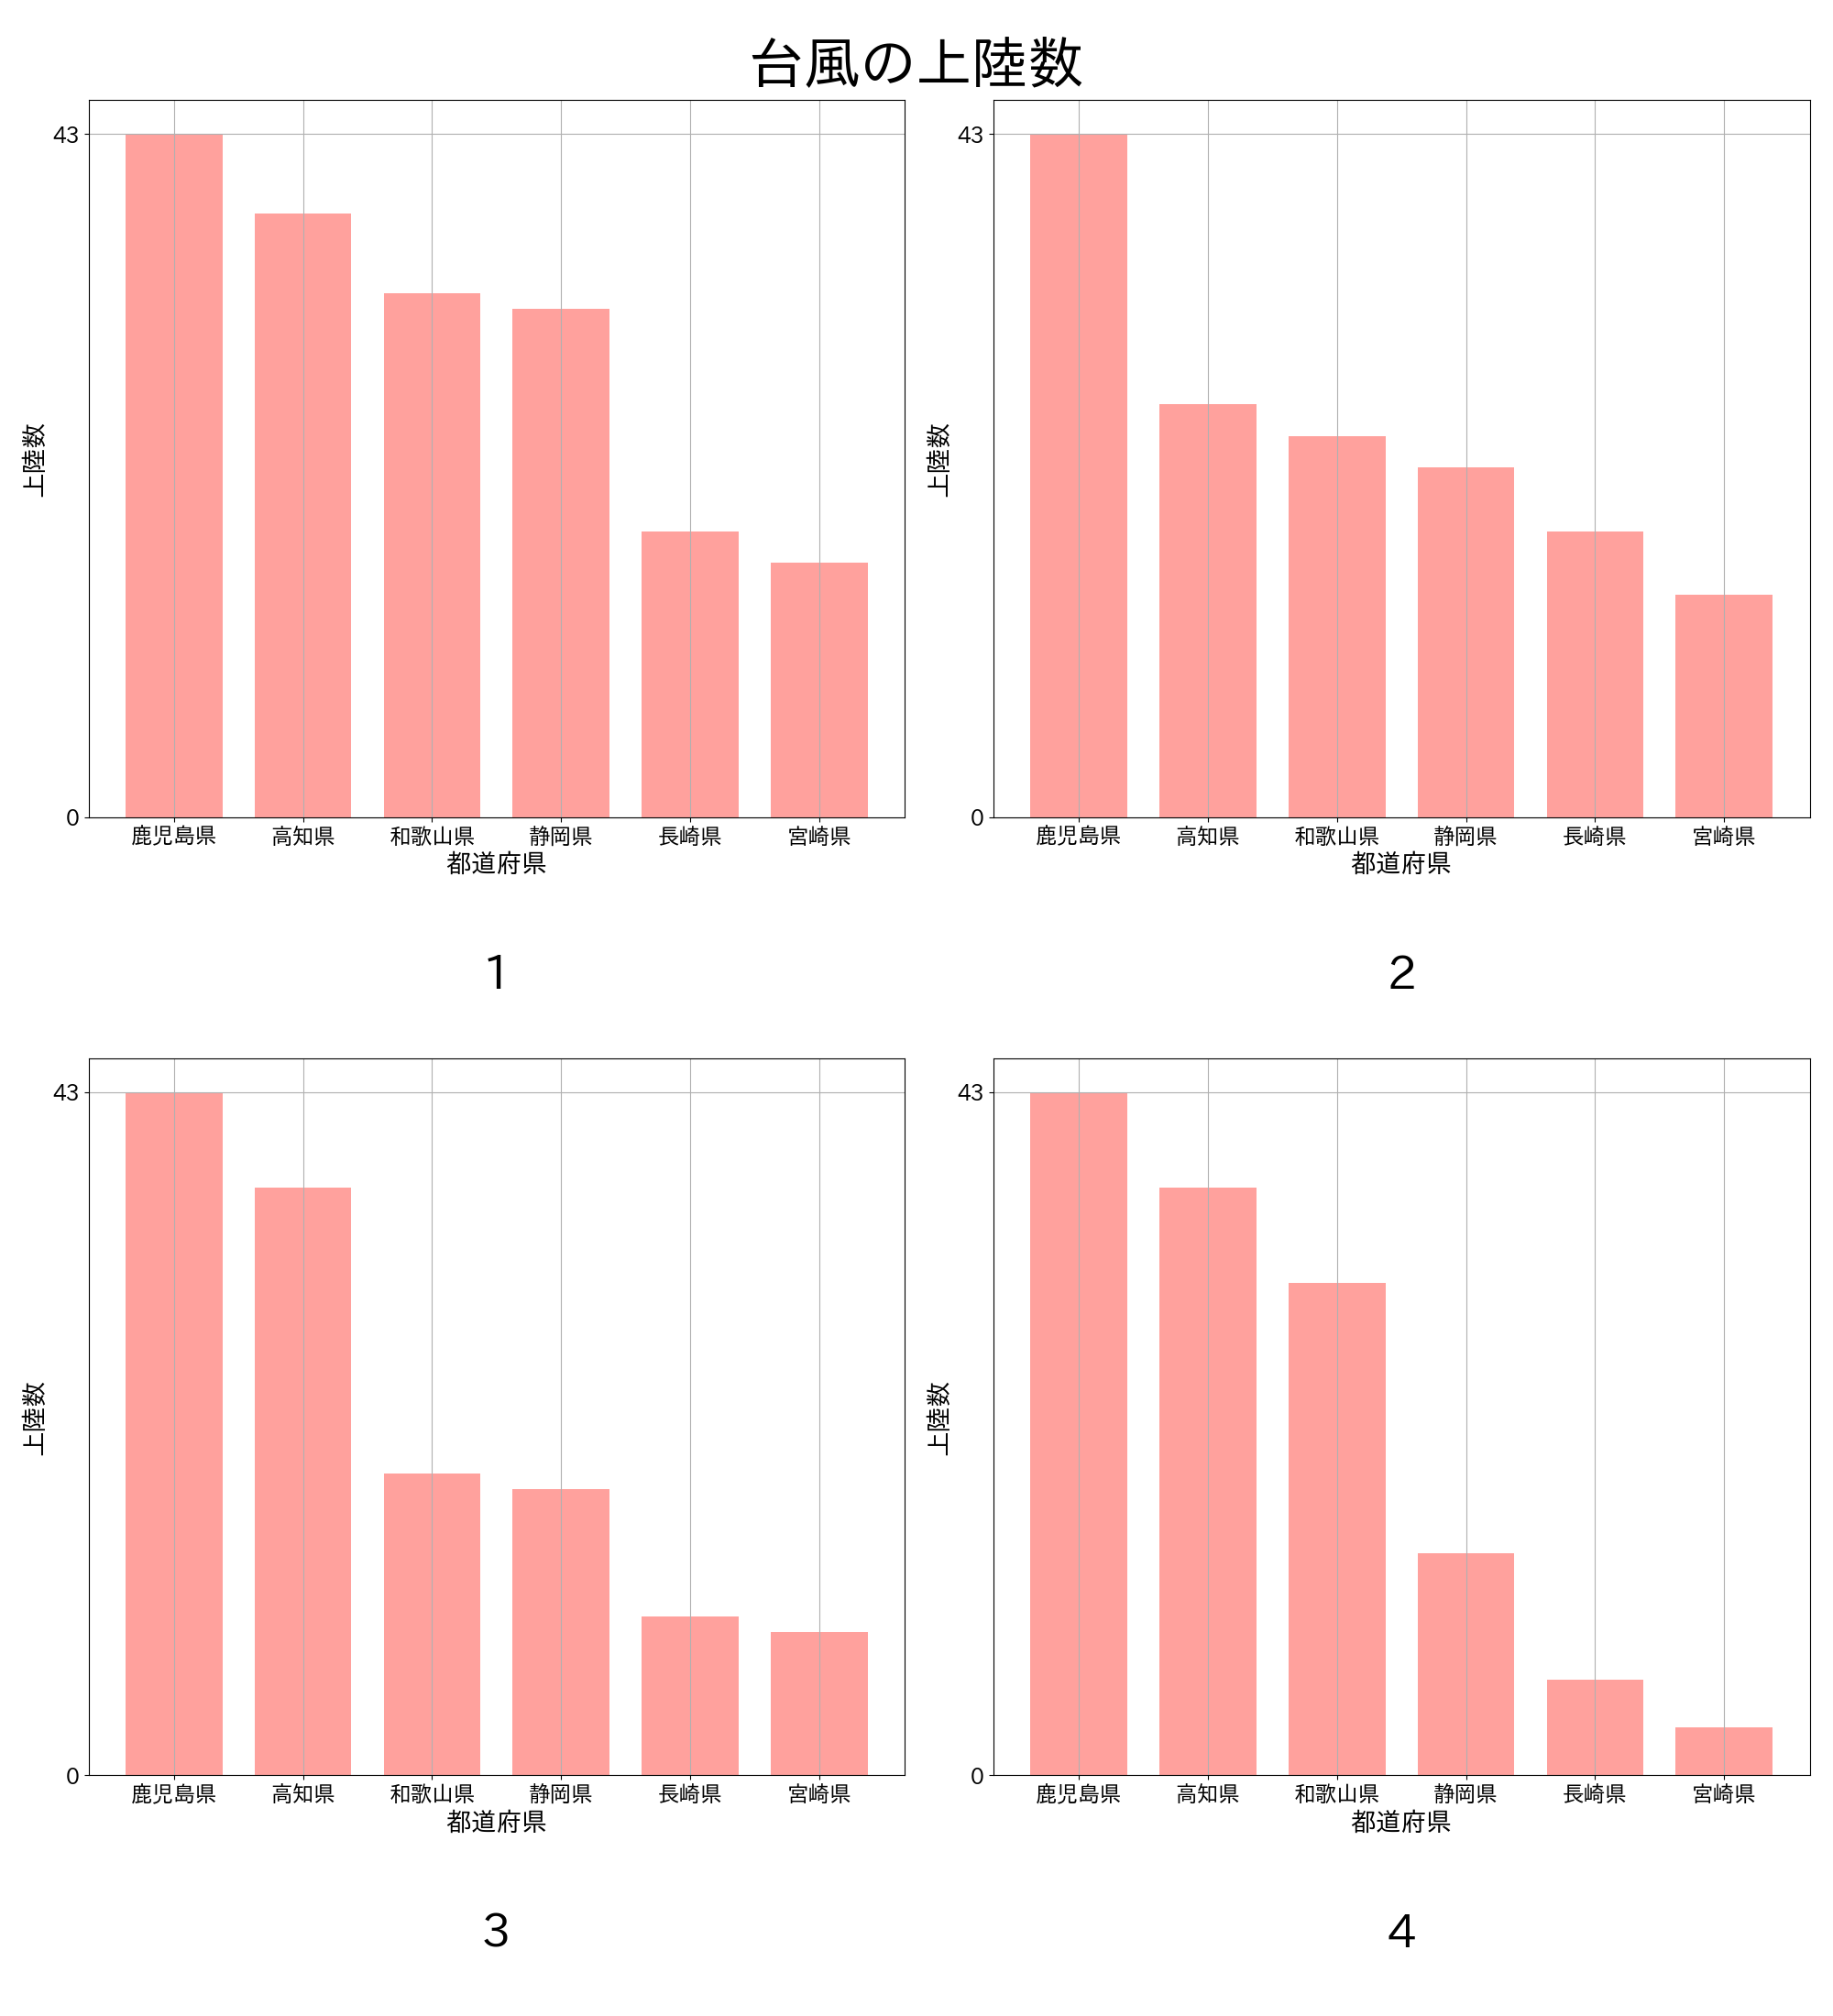 台風の上陸数
43
0
上陸数
鹿児島県 高知県 和歌山県 静岡県 長崎県 宮崎県
都道府県
1
43
0
上陸数
鹿児島県 高知県 和歌山県 静岡県 長崎県 宮崎県
都道府県
2
43
0
上陸数
鹿児島県 高知県 和歌山県 静岡県 長崎県 宮崎県
都道府県
3
43
0
上陸数
鹿児島県 高知県 和歌山県 静岡県 長崎県 宮崎県
都道府県
4